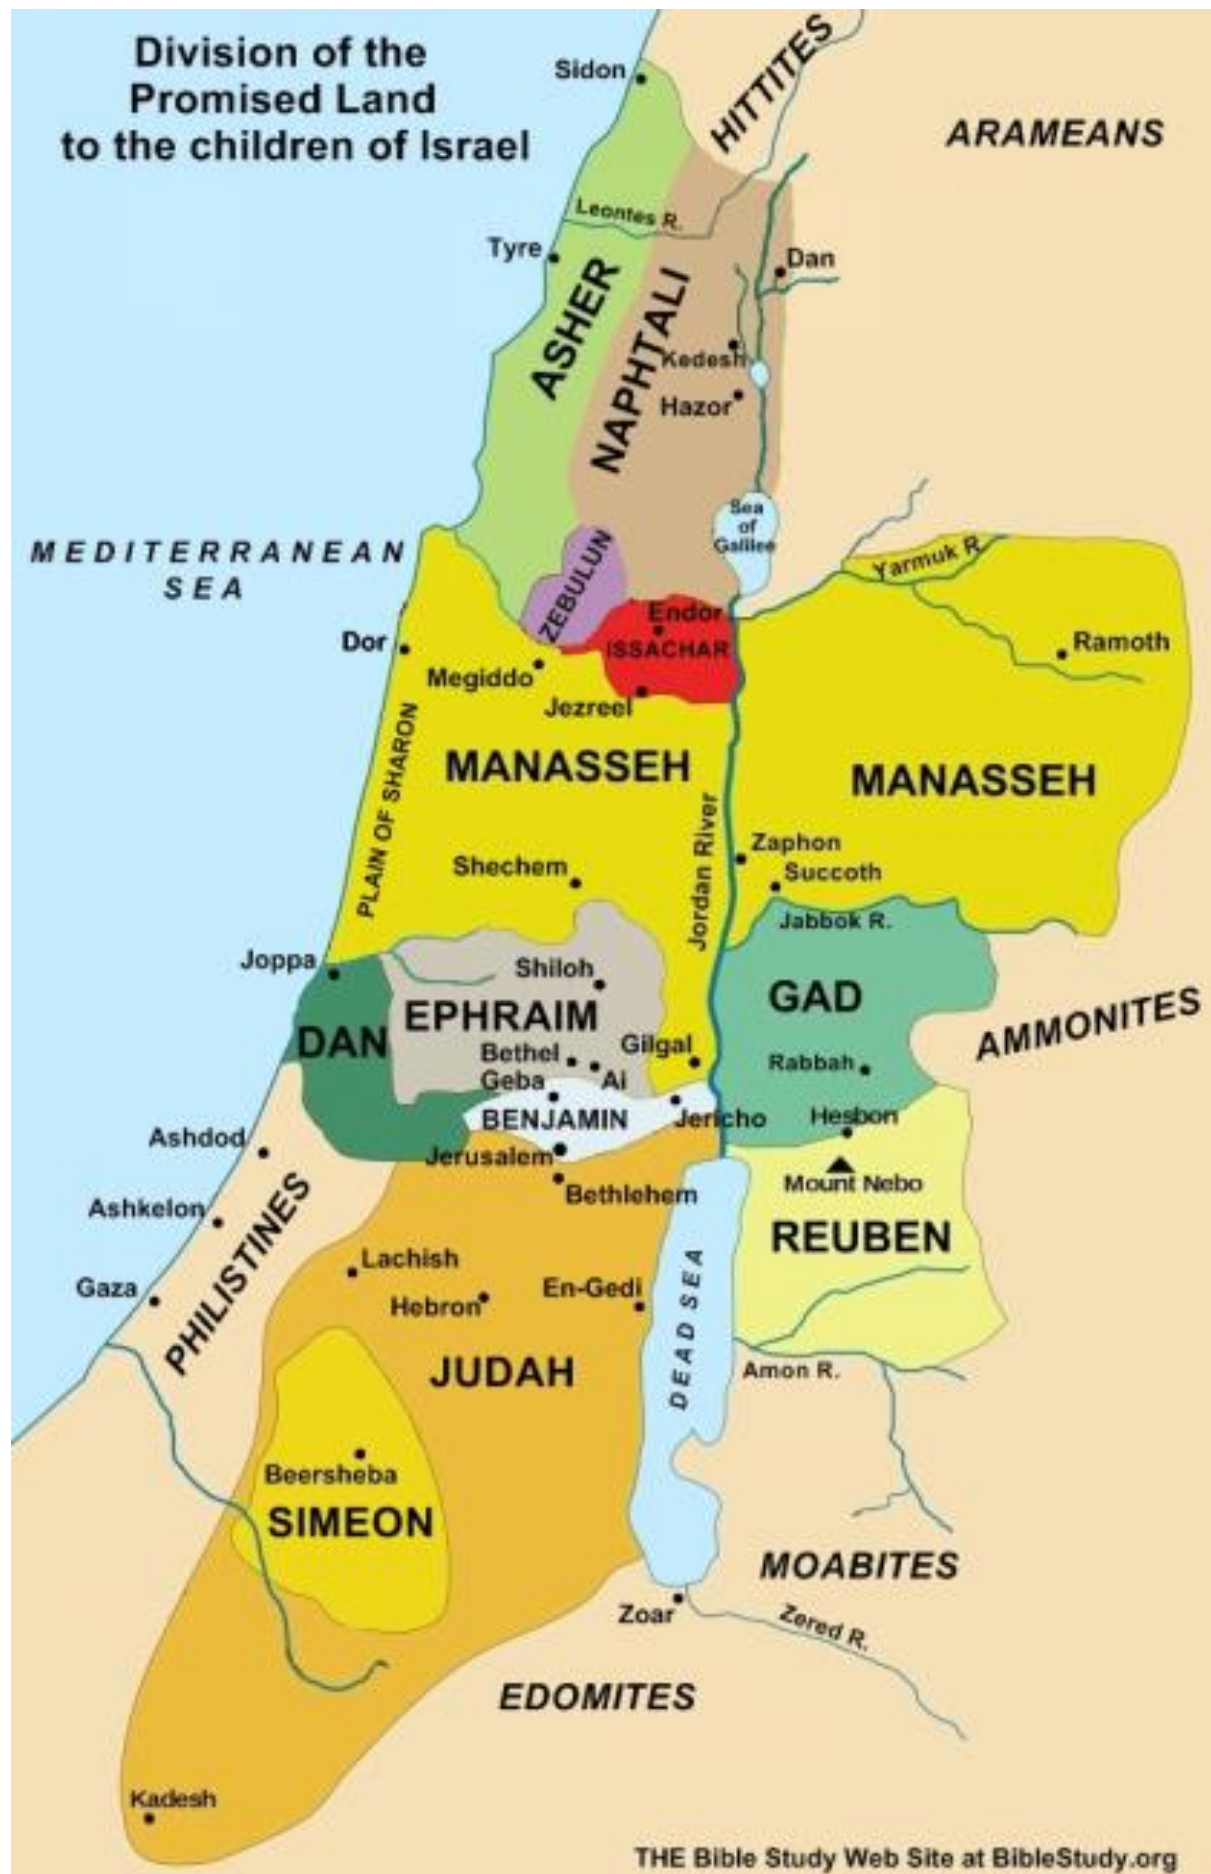 Division of the
Promised Land
to the children of Israel
Sidon
HITTITES
ARAMEANS
Leontes R.
Tyre
Dan
ASHER
NAPHTALI
Kedesh
Hazor
Sea
of
Galilee
MEDITERRANEAN
SEA
ZEBULUN
Yarmuk R
Endor
Dor
ISSACHAR
Ramoth
Megiddo
Jezreel
PLAIN OF SHARON
MANASSEH
MANASSEH
Jordan River
Zaphon
Shechem
Succoth
Jabbok R.
Joppa
Shiloh
GAD
DAN
EPHRAIM
AMMONITES
Bethel
Gilgal
Rabbah
Geba
Ai
BENJAMIN
Jericho
Hesbon
Ashdod
Jerusalem
Mount Nebo
Bethlehem
Ashkelon
PHILISTINES
REUBEN
Lachish
Gaza
Hebron
En-Gedi
DEAD SEA
JUDAH
Amon R.
Beersheba
SIMEON
MOABITES
Zoar
Zered R.
EDOMITES
Kadesh
THE Bible Study Web Site at BibleStudy.org